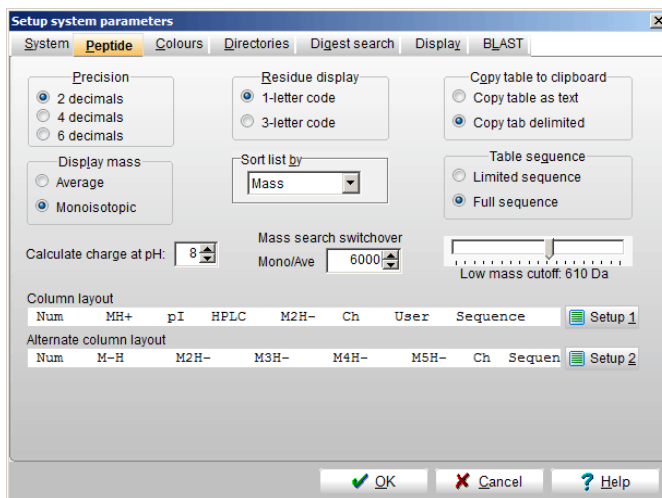 Setup system parameters
System Peptide Colours Directories Digest search Display BLAST
Precision
2 decimals
4 decimals
6 decimals
Residue display
1-letter code
3-letter code
Copy table to clipboard
Copy table as text
Copy tab delimited
Display mass
Average
Monoisotopic
Sort list by
Mass
Table sequence
Limited sequence
Full sequence
Calculate charge at pH: 8
Mass search switchover
Mono/Ave 6000
Low mass cutoff: 610 Da
Column layout
Num MH+ pI HPLC M2H- Ch User Sequence Setup 1
Alternate column layout
Num M-H M2H- M3H- M4H- M5H- Ch Sequen Setup 2
OK Cancel ? Help